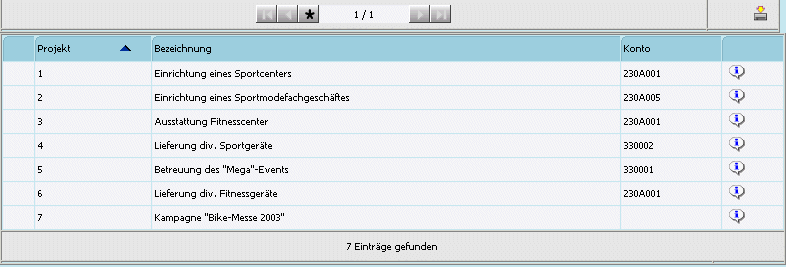 1 / 1
Projekt Bezeichnung Konto
1 Einrichtung eines Sportcenters 230A001
2 Einrichtung eines Sportmodefachgeschäftes 230A005
3 Ausstattung Fitnesscenter 230A001
4 Lieferung div. Sportgeräte 330002
5 Betreuung des "Mega"-Events 330001
6 Lieferung div. Fitnessgeräte 230A001
7 Kampagne "Bike-Messe 2003"
7 Einträge gefunden